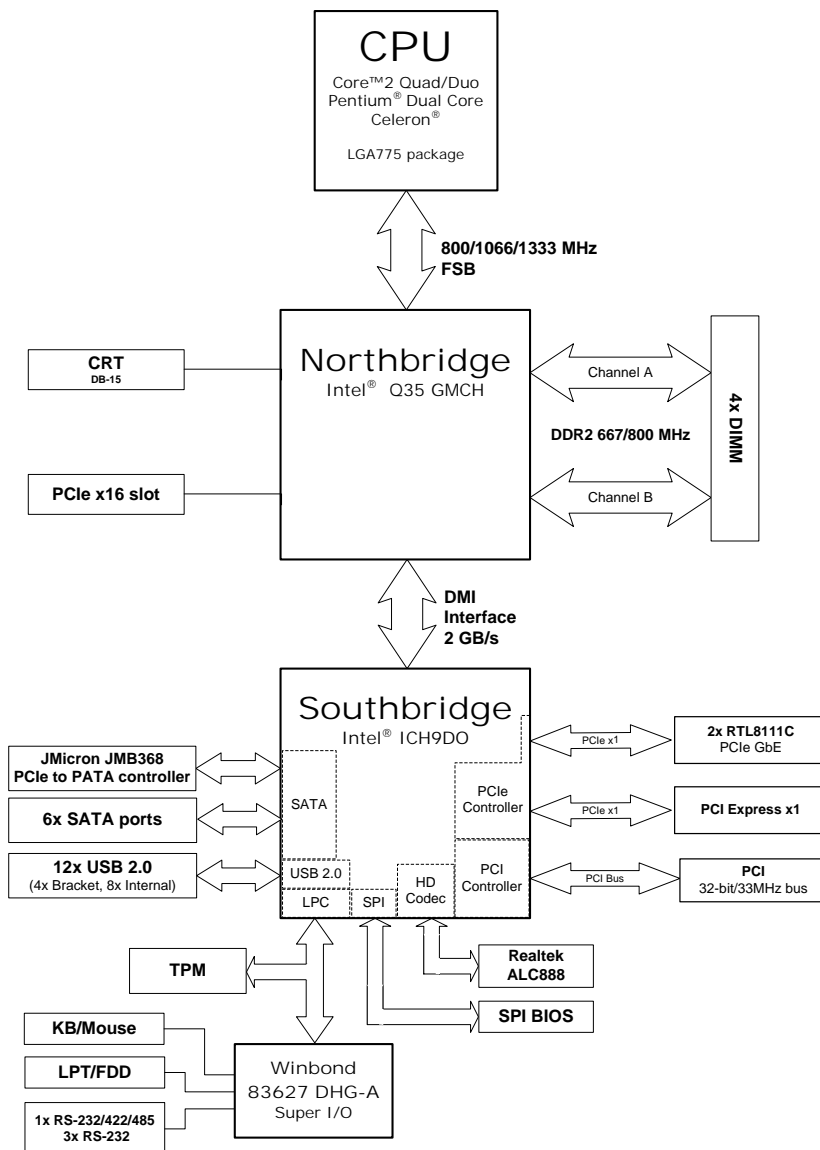 CPU
Core™2 Quad/Duo
Pentium® Dual Core
Celeron®
LGA775 package
800/1066/1333 MHz
FSB
Northbridge
Intel® Q35 GMCH
CRT
DB-15
PCIe x16 slot
Channel A
DDR2 667/800 MHz
Channel B
4x DIMM
DMI
Interface
2 GB/s
Southbridge
Intel® ICH9DO
JMicron JMB368
PCIe to PATA controller
6x SATA ports
12x USB 2.0
(4x Bracket, 8x Internal)
SATA
USB 2.0
LPC
SPI
HD
Codec
PCIe
Controller
PCI
Controller
PCIe x1
2x RTL8111C
PCIe GbE
PCIe x1
PCI Express x1
PCI Bus
PCI
32-bit/33MHz bus
TPM
Realtek
ALC888
SPI BIOS
KB/Mouse
LPT/FDD
1x RS-232/422/485
3x RS-232
Winbond
83627 DHG-A
Super I/O